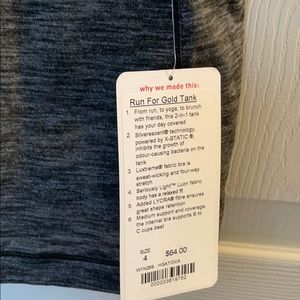 why we made this:
Run For Gold Tank
1. From run, to yoga, to brunch
with friends, this 2-in-1 tank
has your day covered
2. Silverescent® technology
powered by X-STATIC ®:
inhibits the growth of
odour-causing bacteria on the
tank
3. Luxtreme® fabric bra is
sweat-wicking and four-way
stretch
4. Seriously Light™ Luon fabric
body has a relaxed fit
5. Added LYCRA® fibre ensures
great shape retention
6. Medium support and coverage,
the internal bra supports B to
C cups best
SIZE
4
$64.00